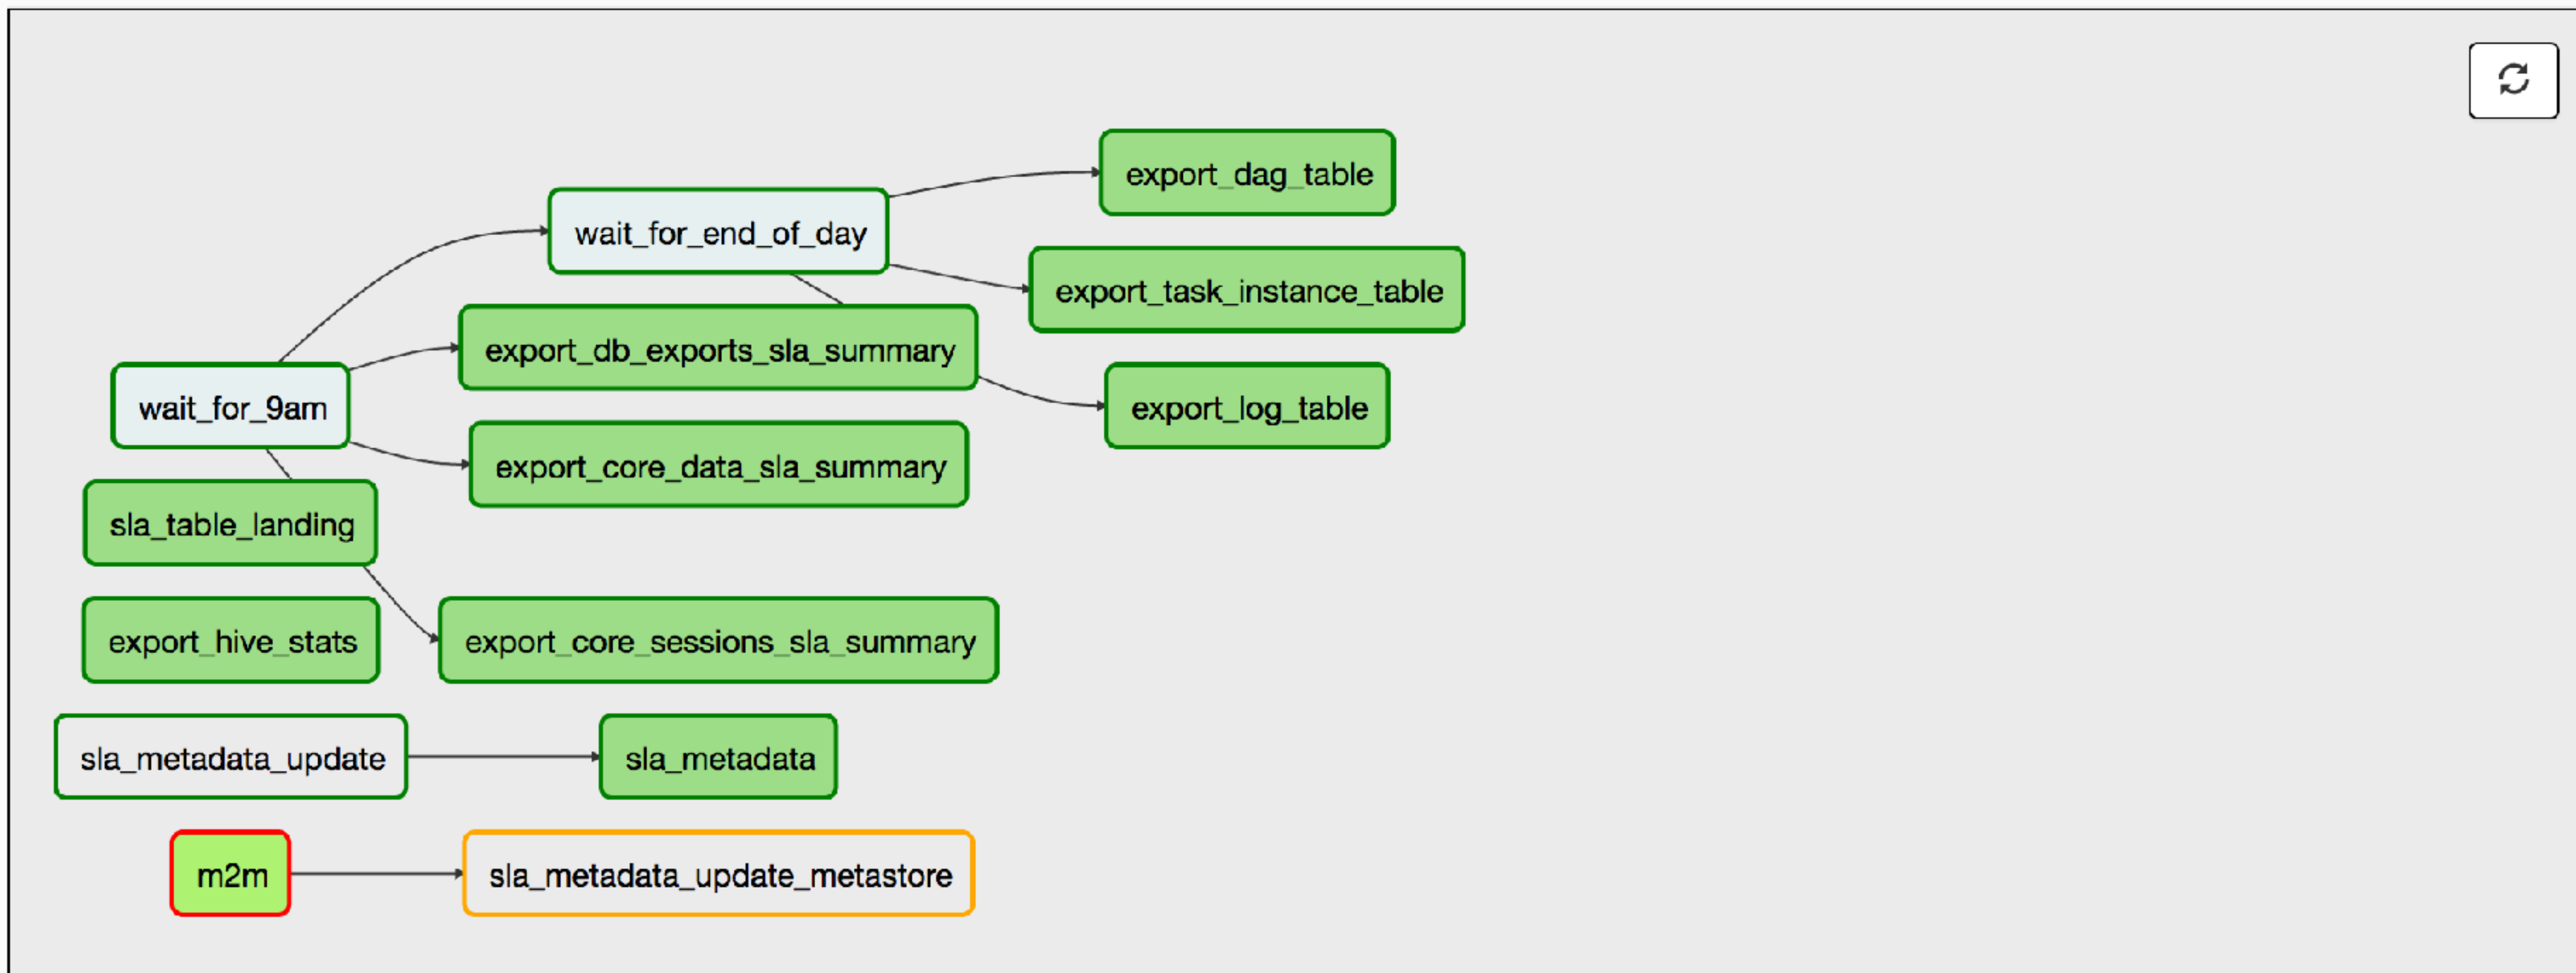 export_dag_table
wait_for_end_of_day
export_task_instance_table
export_db_exports_sla_summary
wait_for_9am
export_log_table
export_core_data_sla_summary
sla_table_landing
export_hive_stats
export_core_sessions_sla_summary
sla_metadata_update
sla_metadata
m2m
sla_metadata_update_metastore